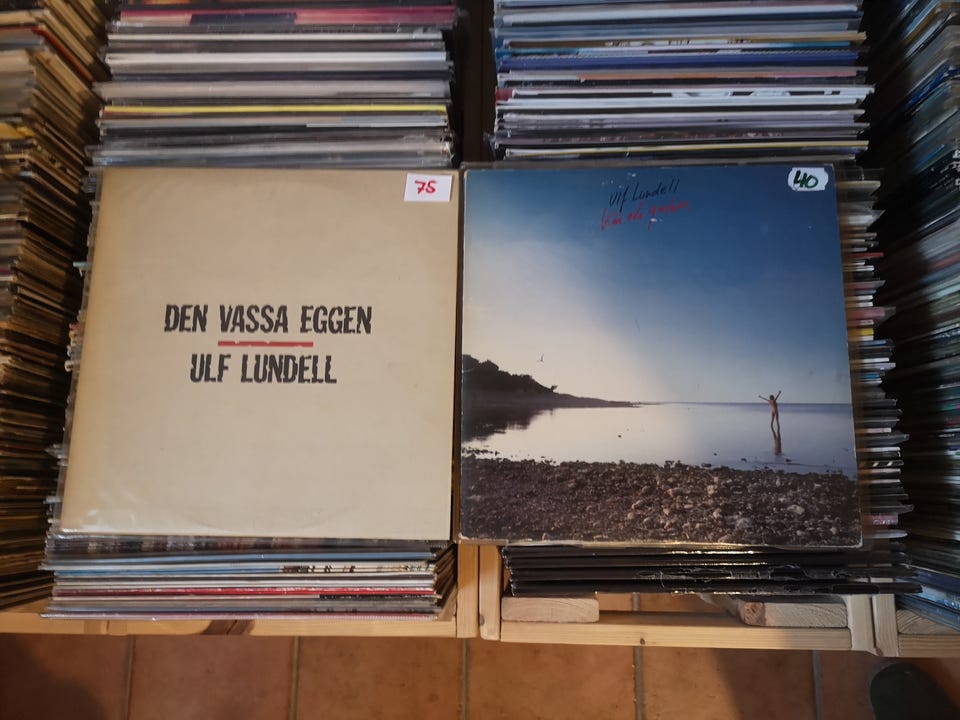 75
DEN VASSA EGGEN
ULF LUNDELL
40
Ulf Lundell